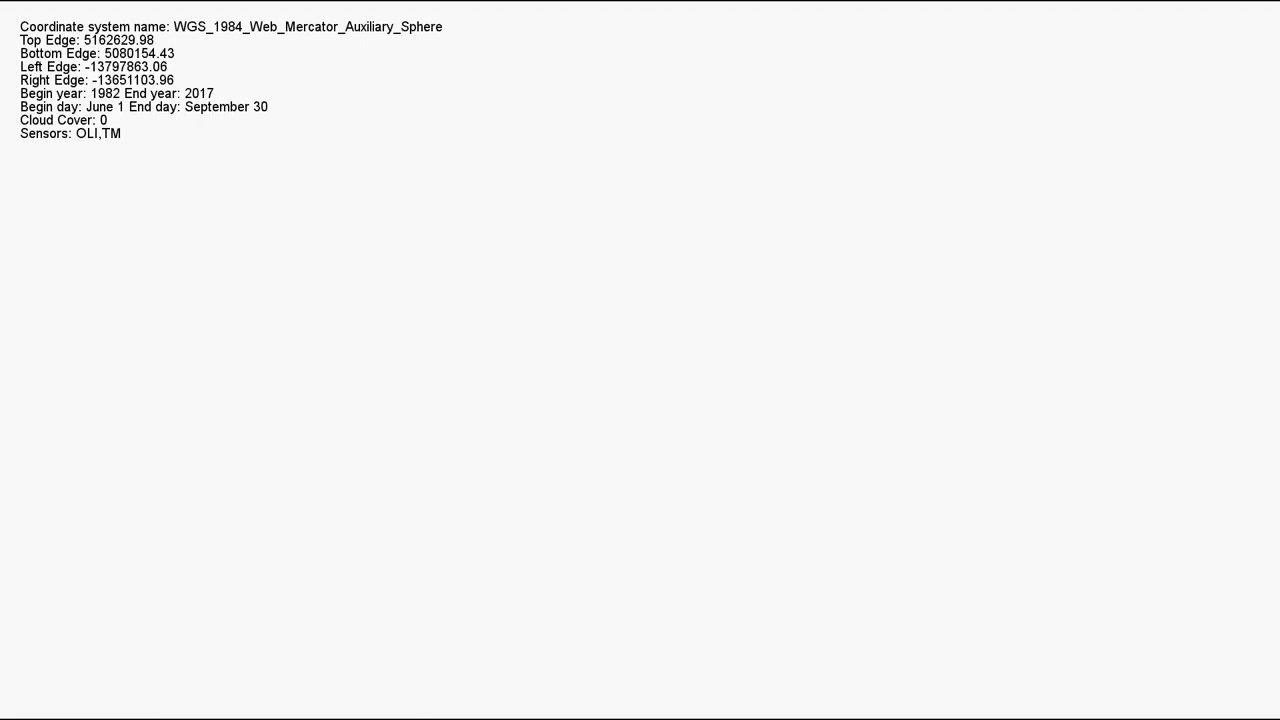 Coordinate system name: WGS_1984_Web_Mercator_Auxiliary_Sphere
Top Edge: 5162629.98
Bottom Edge: 5080154.43
Left Edge: -13797863.06
Right Edge: -13651103.96
Begin year: 1982 End year: 2017
Begin day: June 1 End day: September 30
Cloud Cover: 0
Sensors: OLI,TM